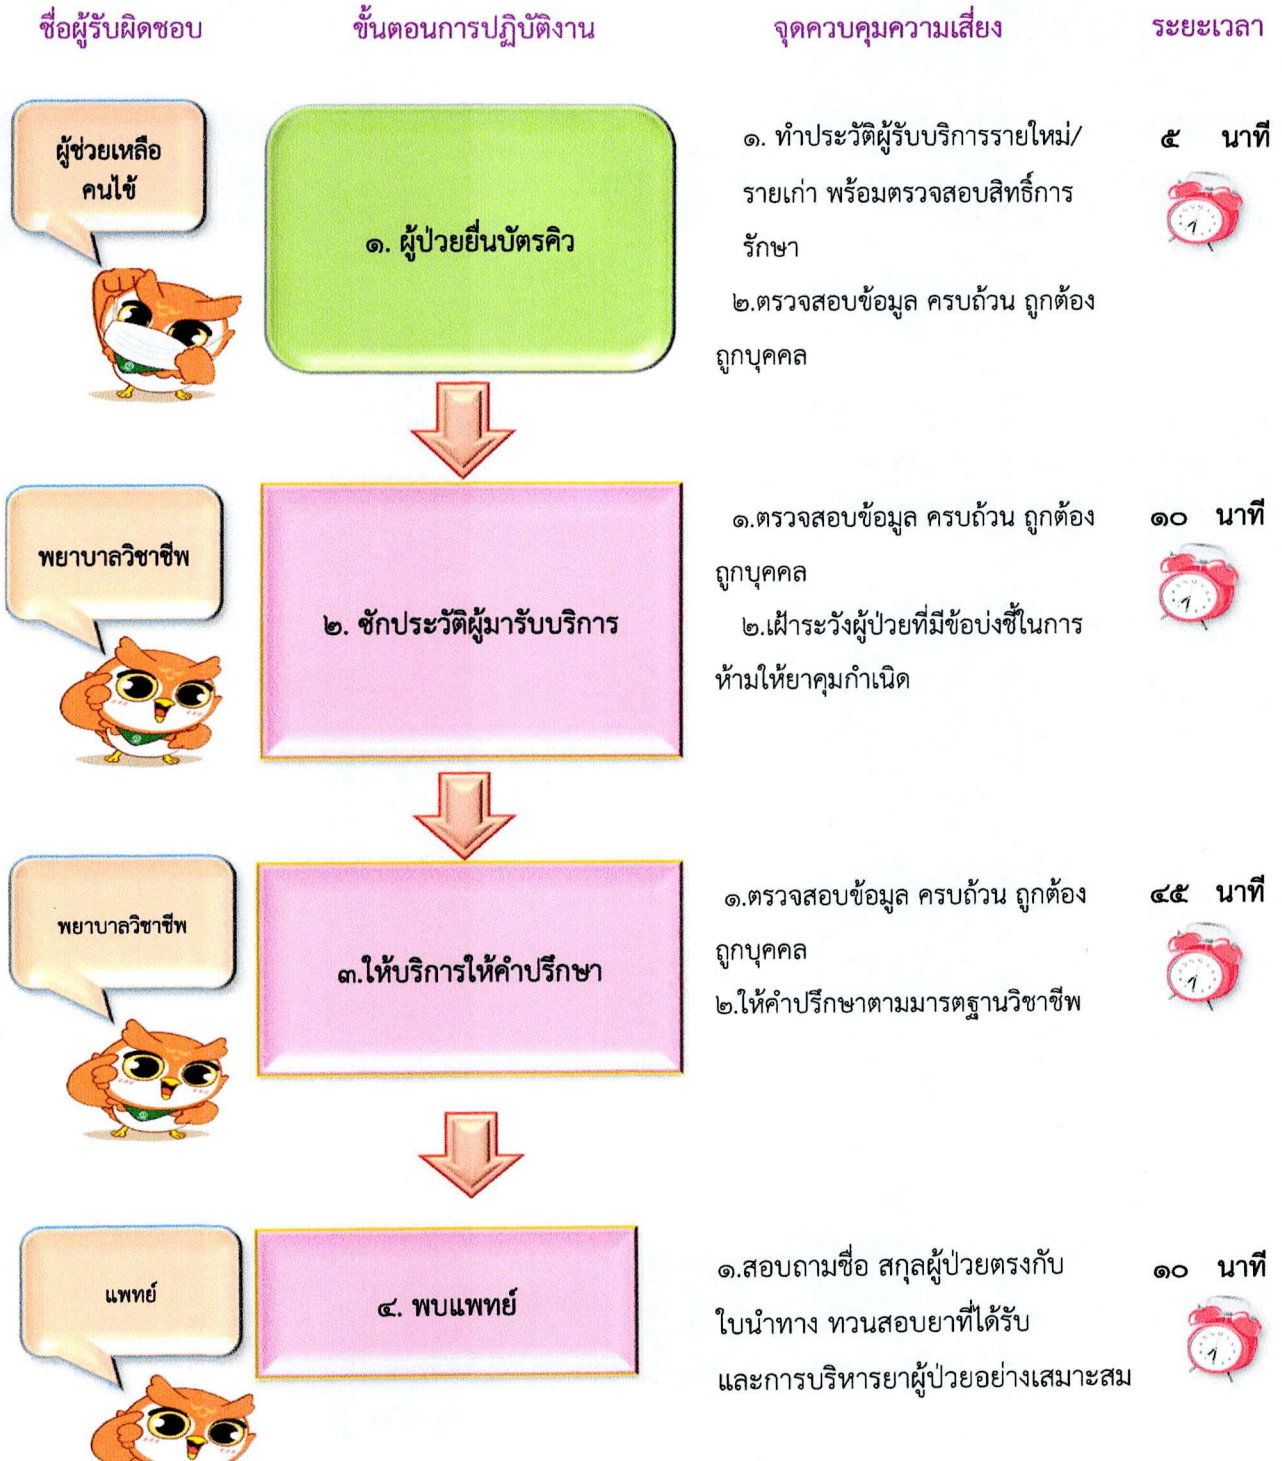 ชื่อผู้รับผิดชอบ ขั้นตอนการปฏิบัติงาน จุดควบคุมความเสี่ยง ระยะเวลา
ผู้ช่วยเหลือ
คนไข้
๑. ผู้ป่วยยื่นบัตรคิว
๑. ทำประวัติผู้รับบริการรายใหม่/
รายเก่า พร้อมตรวจสอบสิทธิ์การ
รักษา
๒.ตรวจสอบข้อมูล ครบถ้วน ถูกต้อง
ถูกบุคคล
๕ นาที
พยาบาลวิชาชีพ
๒. ซักประวัติผู้มารับบริการ
๑.ตรวจสอบข้อมูล ครบถ้วน ถูกต้อง
ถูกบุคคล
๒.เฝ้าระวังผู้ป่วยที่มีข้อบ่งชี้ในการ
ห้ามให้ยาคุมกำเนิด
๑๐ นาที
พยาบาลวิชาชีพ
๓.ให้บริการให้คำปรึกษา
๑.ตรวจสอบข้อมูล ครบถ้วน ถูกต้อง
ถูกบุคคล
๒.ให้คำปรึกษาตามมารตฐานวิชาชีพ
๔๕ นาที
แพทย์
๔. พบแพทย์
๑.สอบถามชื่อ สกุลผู้ป่วยตรงกับ
ใบนำทาง ทวนสอบยาที่ได้รับ
และการบริหารยาผู้ป่วยอย่างเสมาะสม
๑๐ นาที